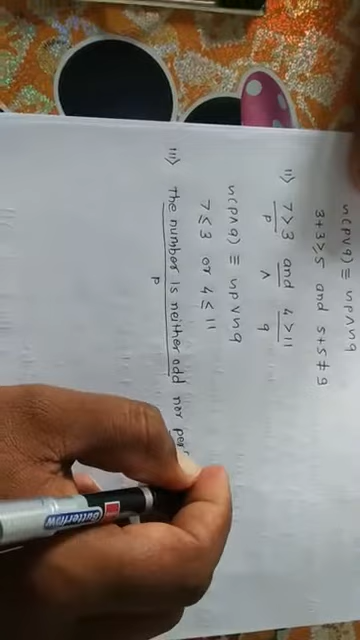 ~(p∨q) ≡ ~p∧~q
3+3≥5 and 5+5≠9
ii) 7>3 and 4>11
p ∧ q
~(p∧q) ≡ ~p∨~q
7≤3 or 4≤11
iii) The number is neither odd nor per
p
Butterflow